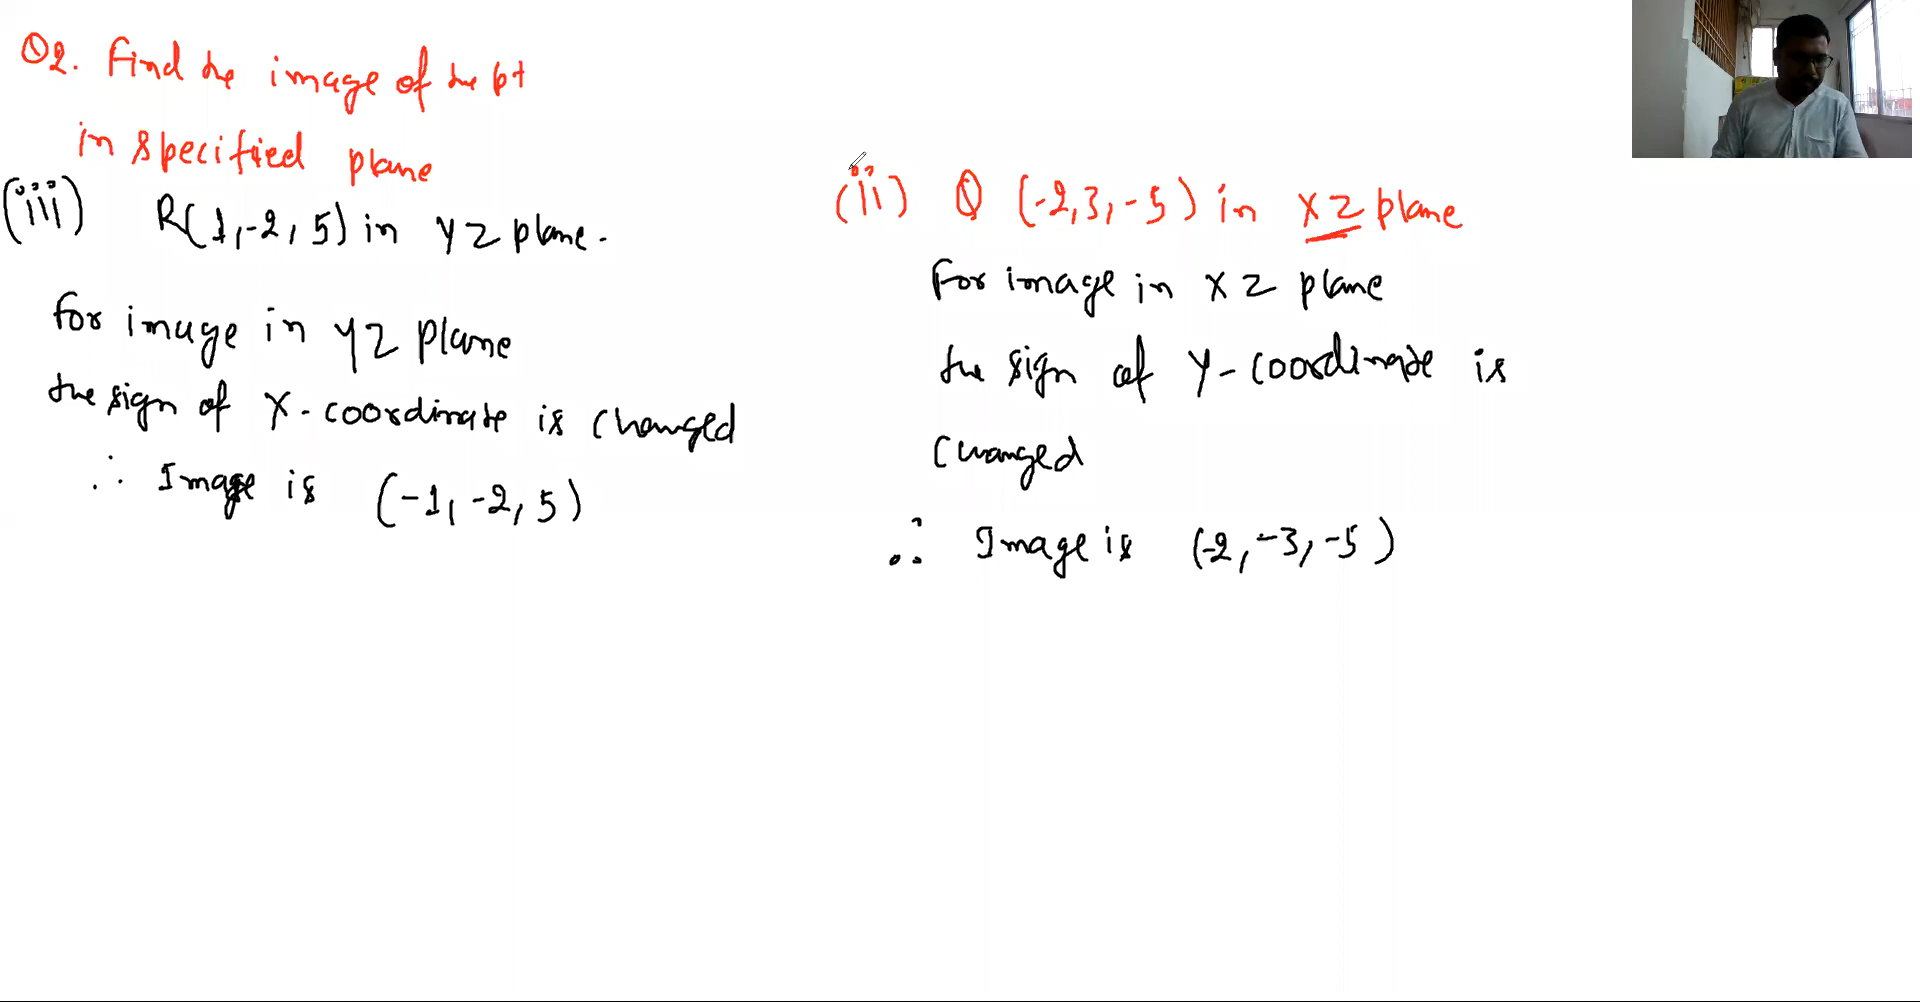 Q2. Find the image of the pt
in specified plane
(iii) R(1,-2, 5) in YZ plane.
For image in YZ plane
the sign of X-coordinate is changed
∴ Image is (-1, -2, 5)
(ii) Q (-2,3,-5) in XZ plane
For image in XZ plane
the sign of Y-coordinate is
changed
∴ Image is (-2, -3, -5)